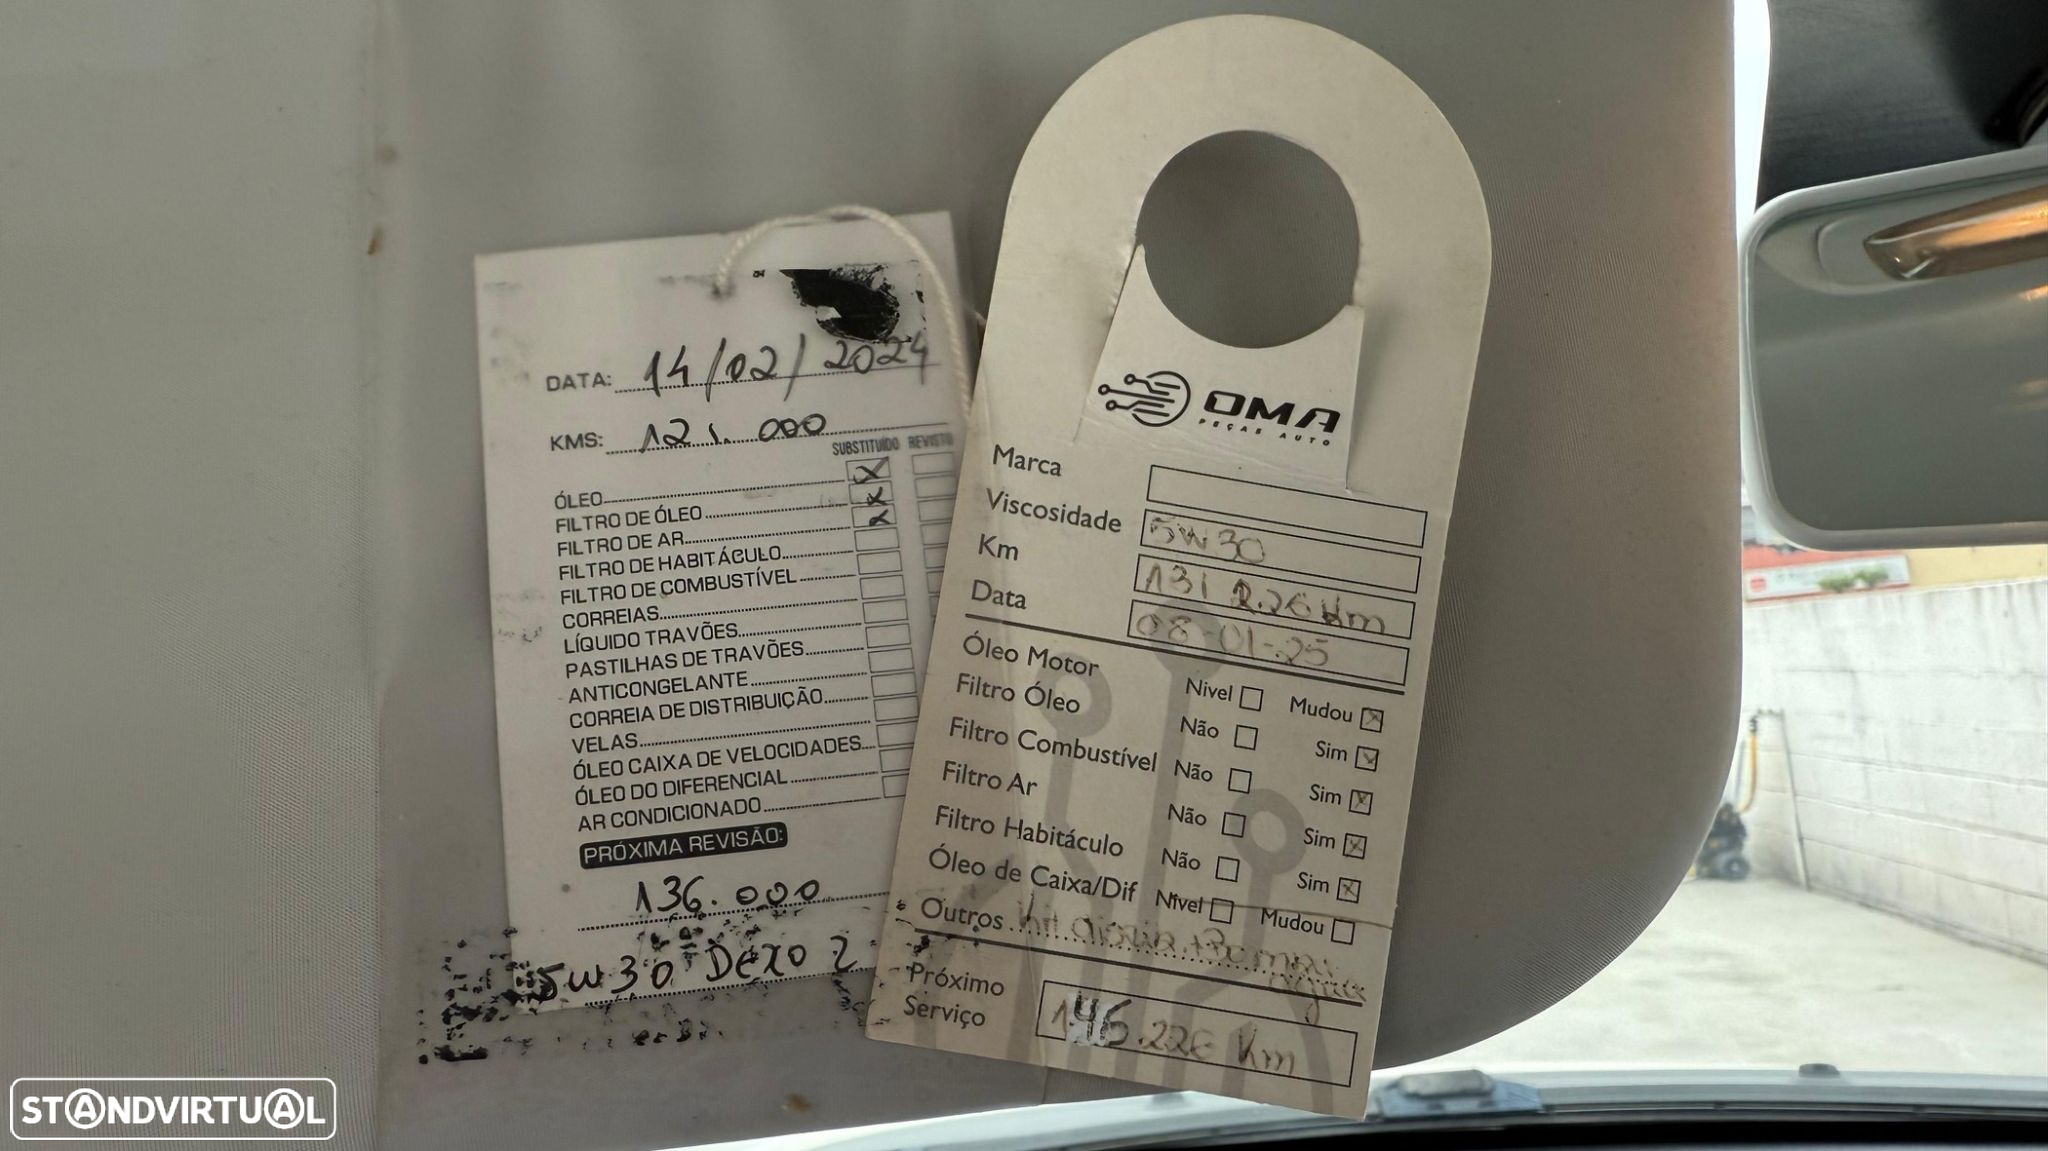 DATA: 14/02/2024
KMS: 121.000
SUBSTITUÍDO REVISTO
ÓLEO X
FILTRO DE ÓLEO X
FILTRO DE AR X
FILTRO DE HABITÁCULO
FILTRO DE COMBUSTÍVEL
CORREIAS
LÍQUIDO TRAVÕES
PASTILHAS DE TRAVÕES
ANTICONGELANTE
CORREIA DE DISTRIBUIÇÃO
VELAS
ÓLEO CAIXA DE VELOCIDADES
ÓLEO DO DIFERENCIAL
AR CONDICIONADO
PRÓXIMA REVISÃO:
136.000
5W30 DEXO 2
OMA
PEÇAS AUTO
Marca
Viscosidade 5W30
Km 131 226 Km
Data 08-01-25
Óleo Motor Nivel Mudou X
Filtro Óleo Não Sim X
Filtro Combustível Não Sim X
Filtro Ar Não Sim X
Filtro Habitáculo Não Sim X
Óleo de Caixa/Dif Nivel Mudou
Outros
Próximo
Serviço 146.226 Km
STANDVIRTUAL